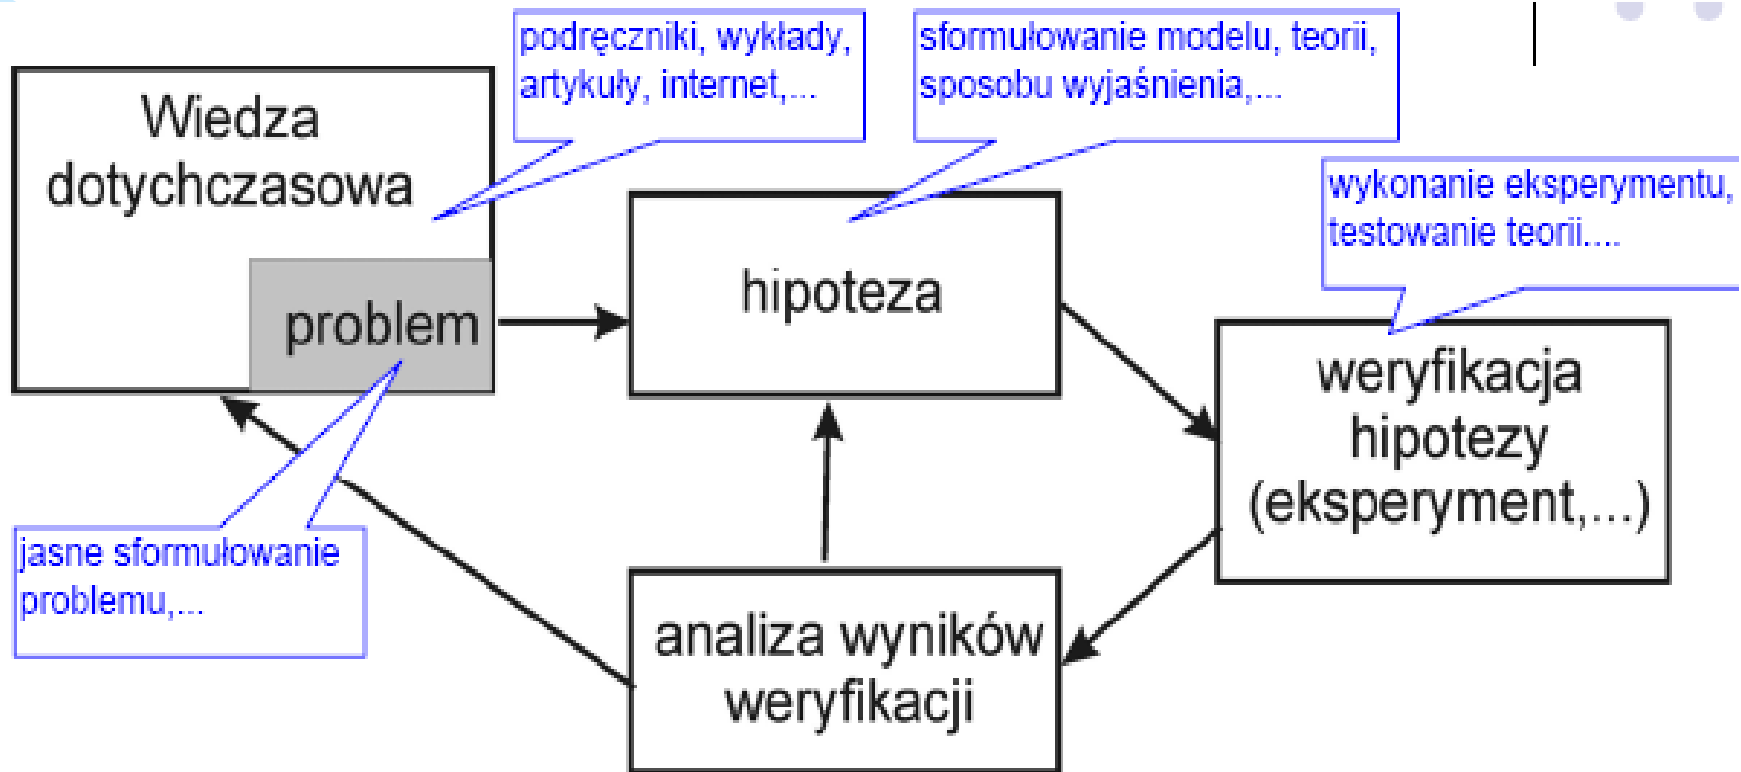 podręczniki, wykłady,
artykuły, internet,...
sformułowanie modelu, teorii,
sposobu wyjaśnienia,...
Wiedza
dotychczasowa
wykonanie eksperymentu,
testowanie teorii....
problem
hipoteza
weryfikacja
hipotezy
(eksperyment,...)
jasne sformułowanie
problemu,...
analiza wyników
weryfikacji